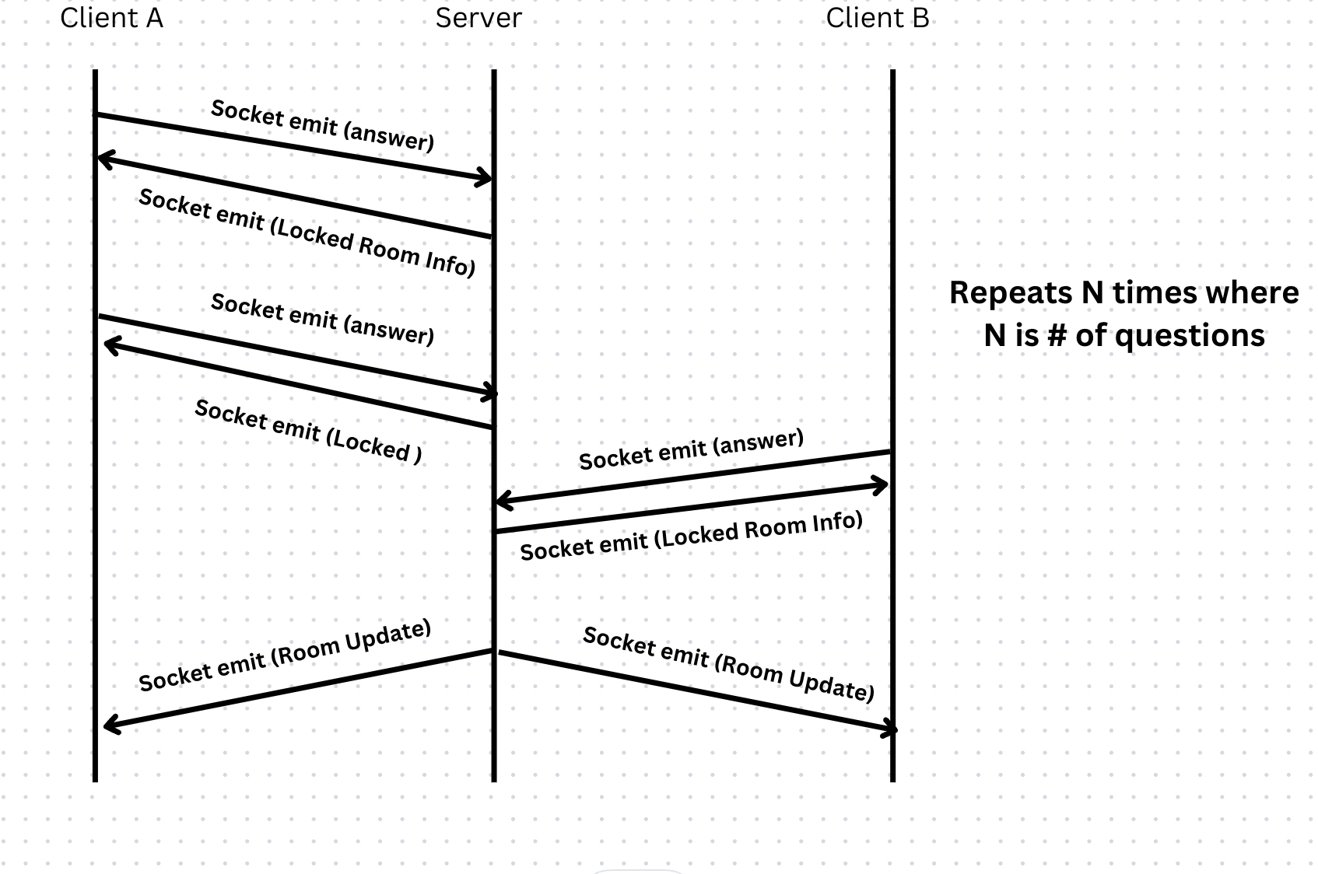 Client A
Server
Client B
Socket emit (answer)
Socket emit (Locked Room Info)
Socket emit (answer)
Socket emit (Locked )
Socket emit (answer)
Socket emit (Locked Room Info)
Socket emit (Room Update)
Socket emit (Room Update)
Repeats N times where
N is # of questions